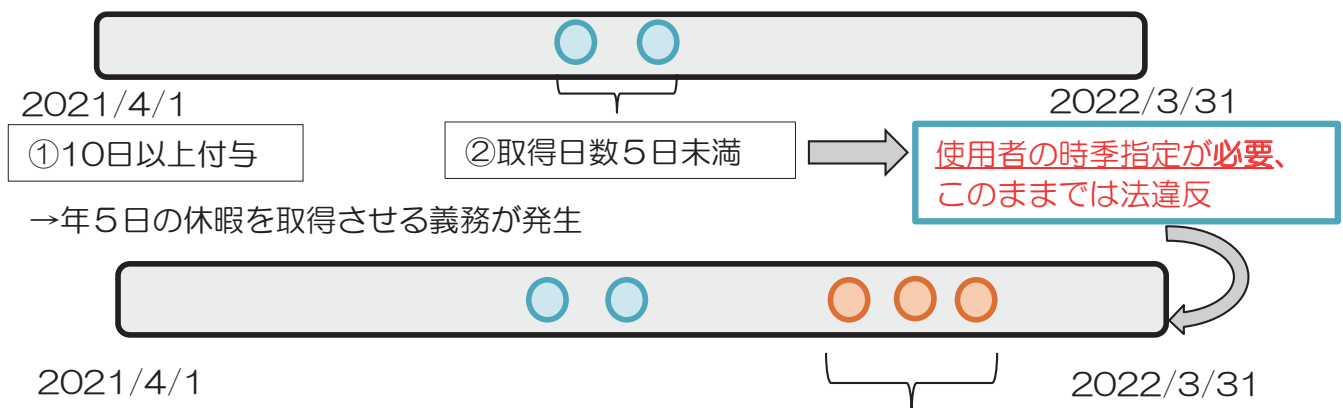 2021/4/1
2022/3/31
①10日以上付与
②取得日数5日未満
使用者の時季指定が必要、
このままでは法違反
→年5日の休暇を取得させる義務が発生
2021/4/1
2022/3/31